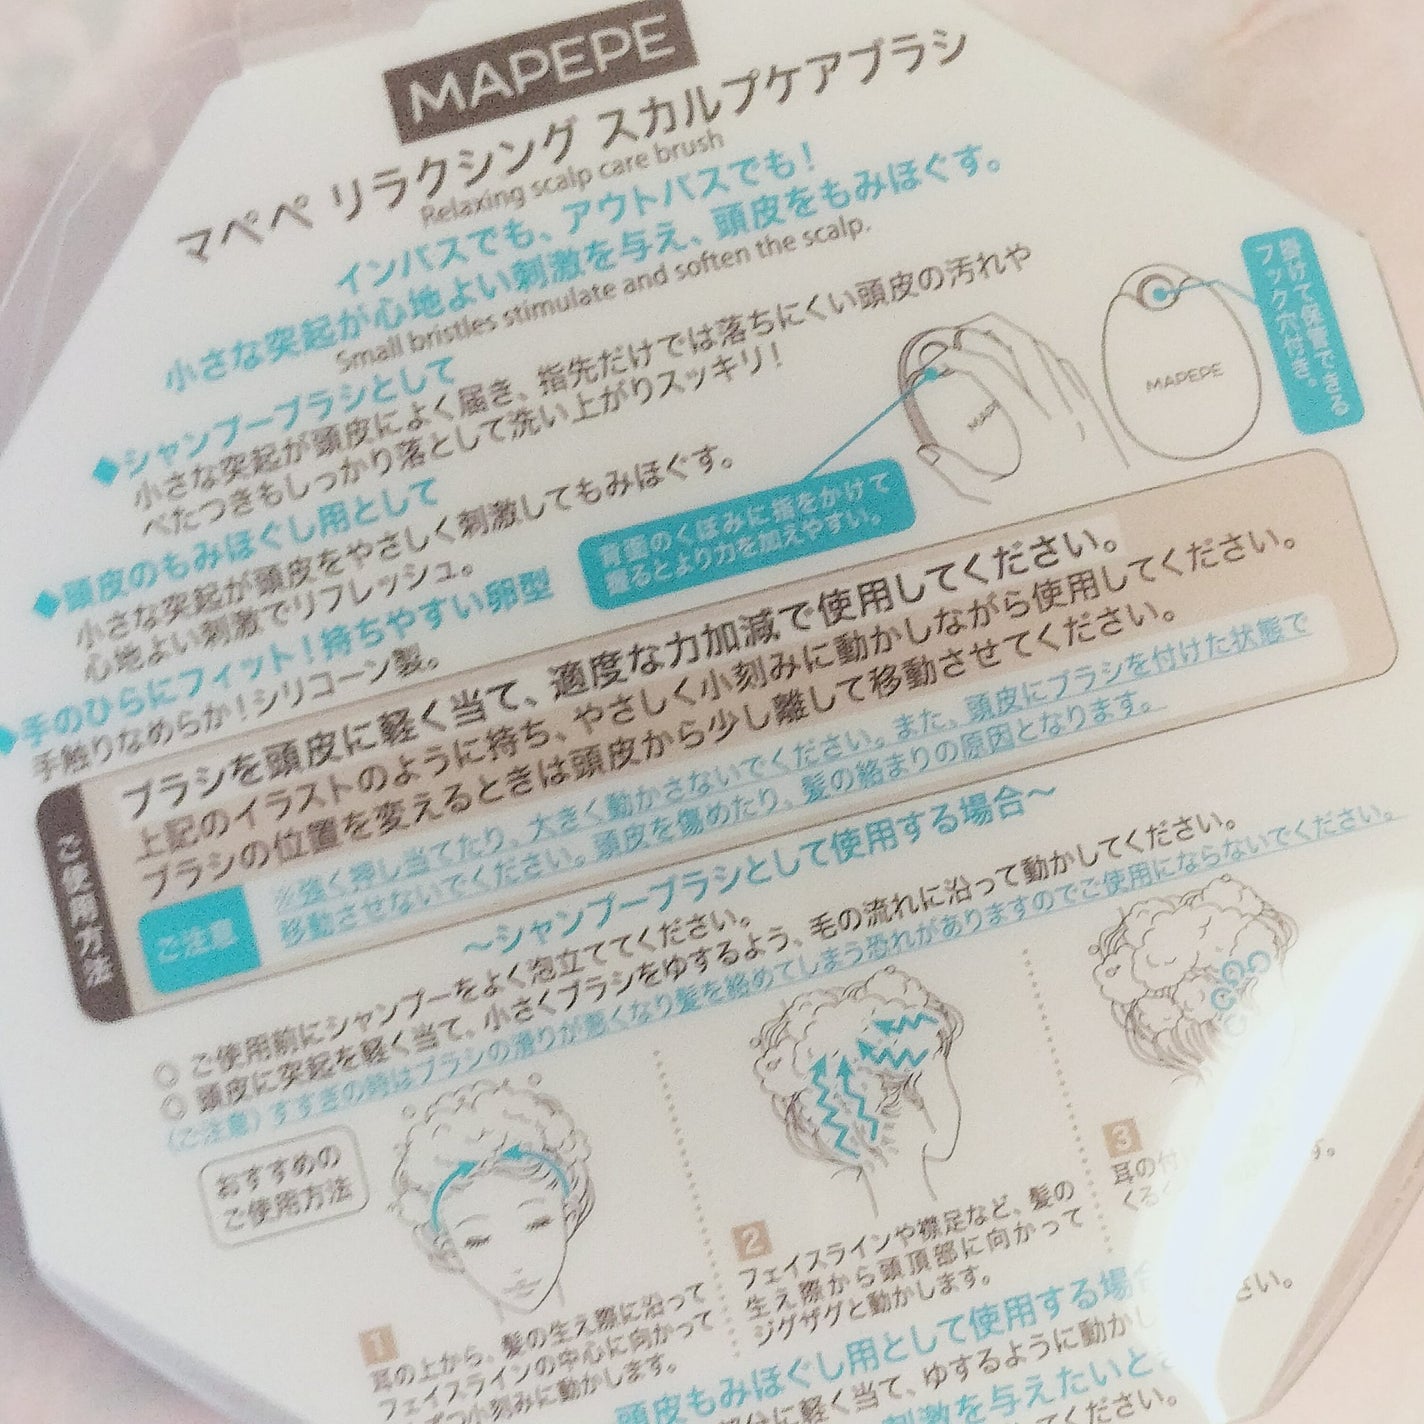 MAPEPE
マペペ リラクシング スカルプケアブラシ
Relaxing scalp care brush
インバスでも、アウトバスでも！
小さな突起が心地よい刺激を与え、頭皮をもみほぐす。
Small bristles stimulate and soften the scalp.
◆シャンプーブラシとして
小さな突起が頭皮によく届き、指先だけでは落ちにくい頭皮の汚れや
べたつきもしっかり落として洗い上がりスッキリ！
◆頭皮のもみほぐし用として
小さな突起が頭皮をやさしく刺激してもみほぐす。
心地よい刺激でリフレッシュ。
◆手のひらにフィット！持ちやすい卵型
手触りなめらか！シリコーン製。
背面のくぼみに指をかけて
握るとより力を加えやすい。
MAPE
MAPEPE
掛けて保管できる
フック穴付き。
ご使用方法
ブラシを頭皮に軽く当て、適度な力加減で使用してください。
上記のイラストのように持ち、やさしく小刻みに動かしながら使用してください。
ブラシの位置を変えるときは頭皮から少し離して移動させてください。
ご注意
※強く押し当てたり、大きく動かさないでください。また、頭皮にブラシを付けた状態で
移動させないでください。頭皮を傷めたり、髪の絡まりの原因となります。
～シャンプーブラシとして使用する場合～
○ ご使用前にシャンプーをよく泡立ててください。
○ 頭皮に突起を軽く当て、小さくブラシをゆするよう、毛の流れに沿って動かしてください。
(ご注意) すすぎの時はブラシの滑りが悪くなり髪を絡めてしまう恐れがありますのでご使用にならないでください。
おすすめの
ご使用方法
1
耳の上から、髪の生え際に沿って
フェイスラインの中心に向かって
ずつ小刻みに動かします。
2
フェイスラインや襟足など、髪の
生え際から頭頂部に向かって
ジグザグと動かします。
3
耳の付
くる
す。
頭皮もみほぐし用として使用する場合
部分に軽く当て、ゆするように動か
さい。
刺激を与えたいと
てください。